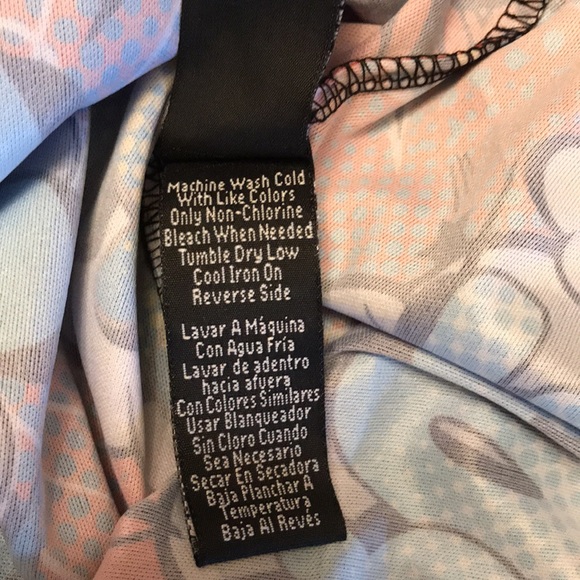 Machine Wash Cold
With Like Colors
Only Non-Chlorine
Bleach When Needed
Tumble Dry Low
Cool Iron On
Reverse Side
Lavar A Máquina
Con Agua Fría
Lavar de adentro
hacia afuera
Con Colores Similares
Usar Blanqueador
Sin Cloro Cuando
Sea Necesario
Secar En Secadora
Baja Planchar A
Temperatura
Baja Al Revés